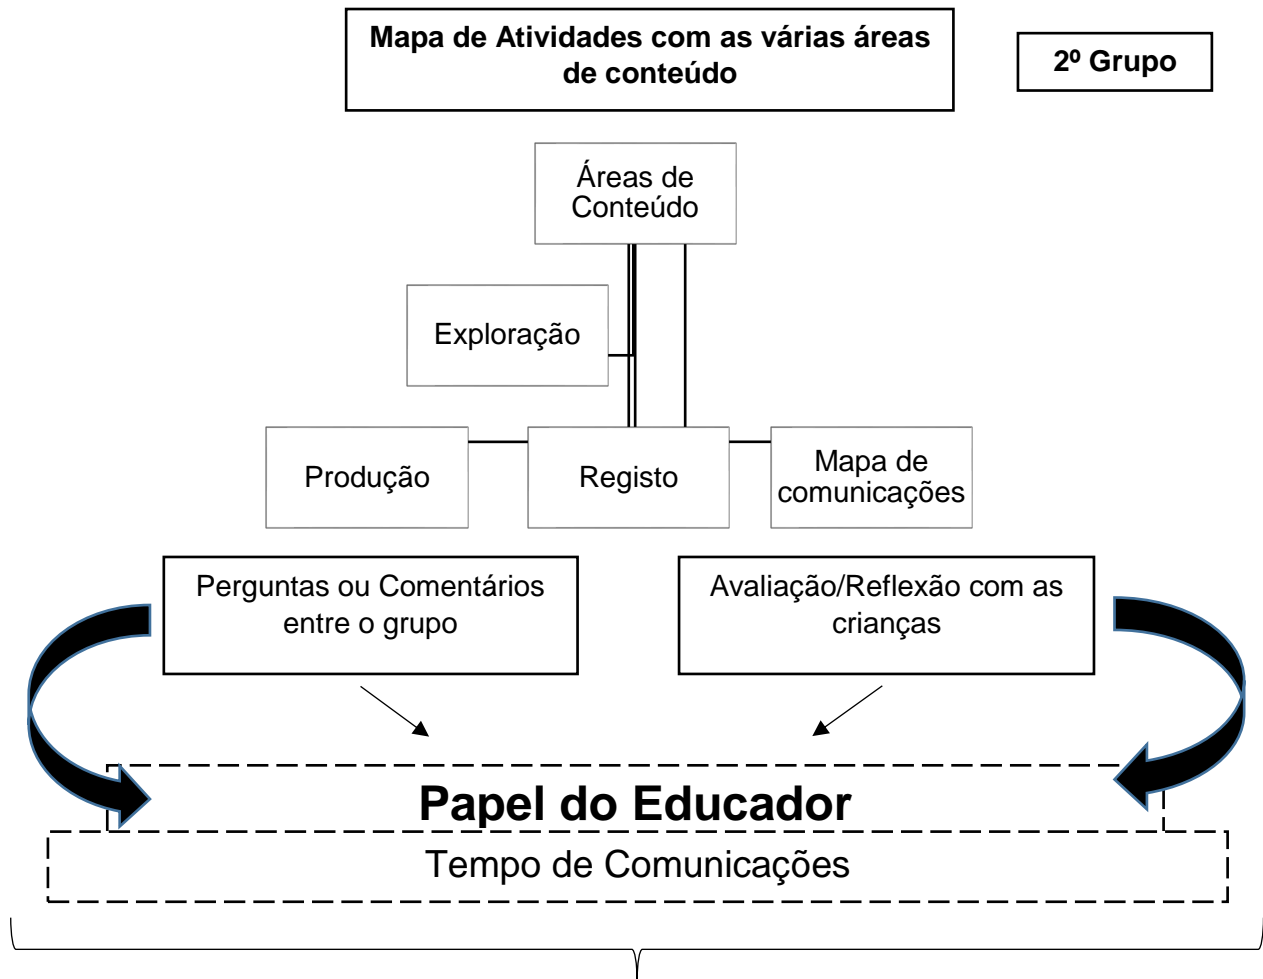 Mapa de Atividades com as várias áreas
de conteúdo
2º Grupo
Áreas de
Conteúdo
Exploração
Produção
Registo
Mapa de
comunicações
Perguntas ou Comentários
entre o grupo
Avaliação/Reflexão com as
crianças
Papel do Educador
Tempo de Comunicações